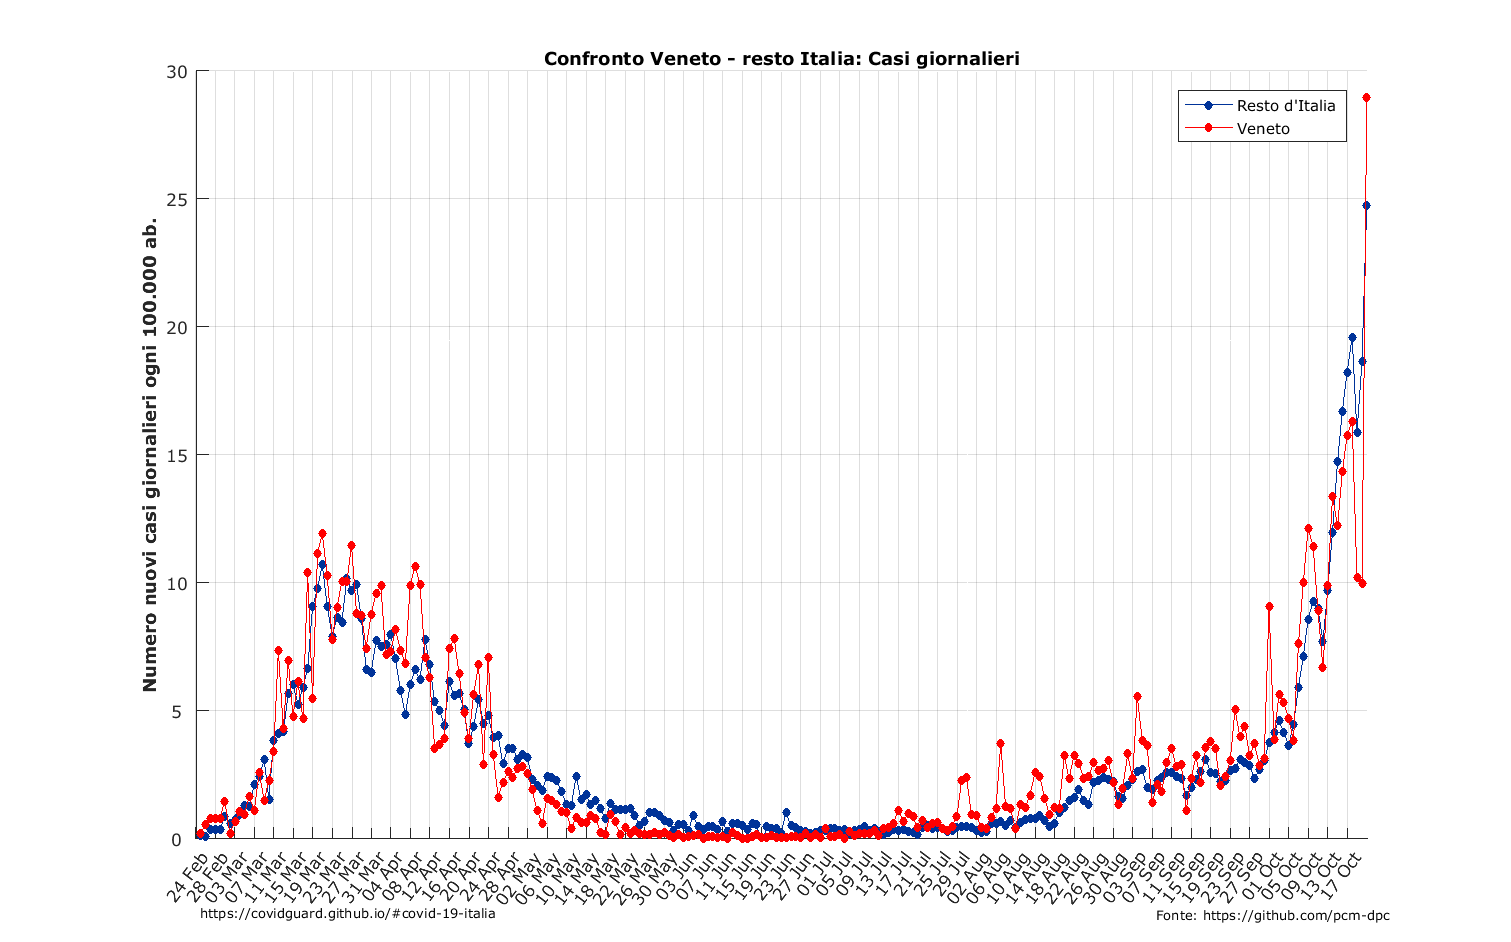 Confronto Veneto - resto Italia: Casi giornalieri
Numero nuovi casi giornalieri ogni 100.000 ab.
30
25
20
15
10
5
0
Resto d'Italia
Veneto
24 Feb
28 Feb
03 Mar
07 Mar
11 Mar
15 Mar
19 Mar
23 Mar
27 Mar
31 Mar
04 Apr
08 Apr
12 Apr
16 Apr
20 Apr
24 Apr
28 Apr
02 May
06 May
10 May
14 May
18 May
22 May
26 May
30 May
03 Jun
07 Jun
11 Jun
15 Jun
19 Jun
23 Jun
27 Jun
01 Jul
05 Jul
09 Jul
13 Jul
17 Jul
21 Jul
25 Jul
29 Jul
02 Aug
06 Aug
10 Aug
14 Aug
18 Aug
22 Aug
26 Aug
30 Aug
03 Sep
07 Sep
11 Sep
15 Sep
19 Sep
23 Sep
27 Sep
01 Oct
05 Oct
09 Oct
13 Oct
17 Oct
https://covidguard.github.io/#covid-19-italia
Fonte: https://github.com/pcm-dpc